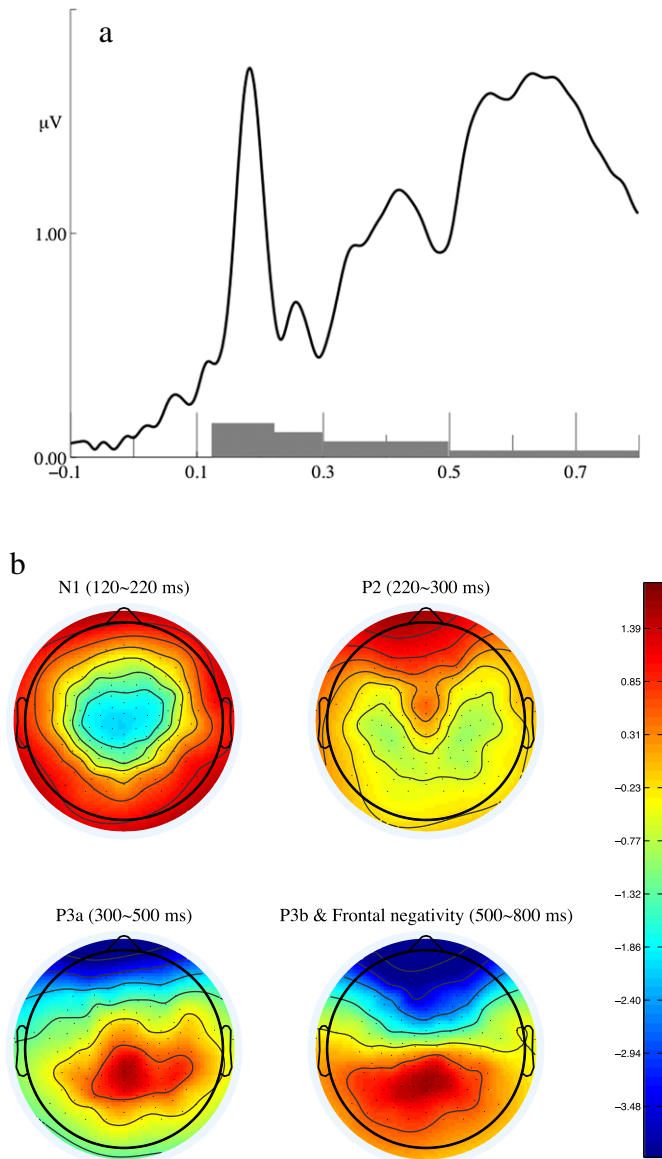 a
μV
1.00
0.00
−0.1 0.1 0.3 0.5 0.7
b
N1 (120~220 ms) P2 (220~300 ms)
1.39
0.85
0.31
−0.23
−0.77
−1.32
−1.86
−2.40
−2.94
−3.48
P3a (300~500 ms) P3b & Frontal negativity (500~800 ms)